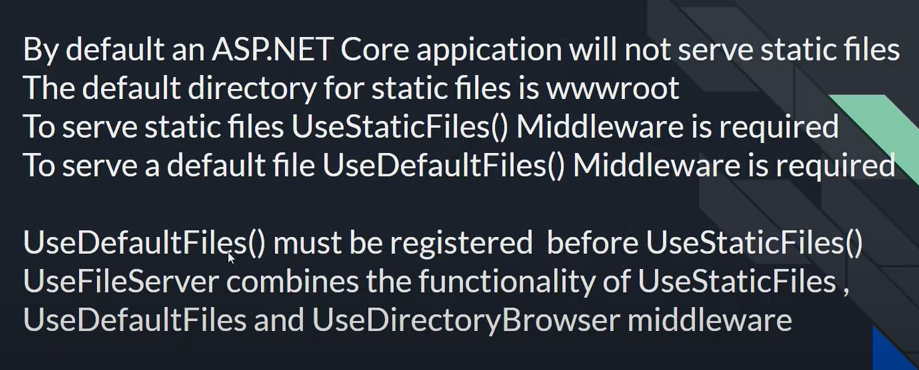 By default an ASP.NET Core appication will not serve static files
The default directory for static files is wwwroot
To serve static files UseStaticFiles() Middleware is required
To serve a default file UseDefaultFiles() Middleware is required
UseDefaultFiles() must be registered before UseStaticFiles()
UseFileServer combines the functionality of UseStaticFiles ,
UseDefaultFiles and UseDirectoryBrowser middleware